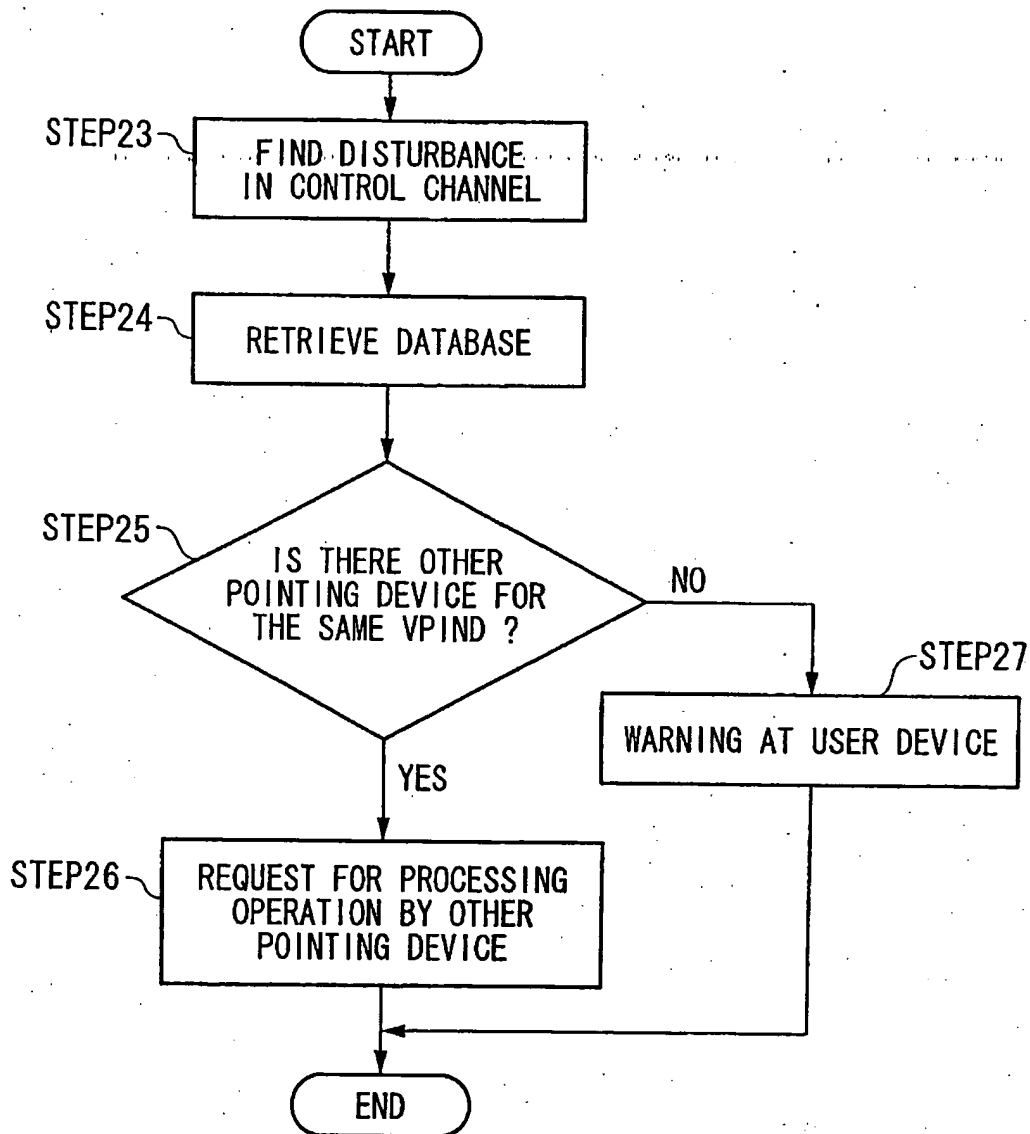 START
STEP23
FIND DISTURBANCE
IN CONTROL CHANNEL
STEP24
RETRIEVE DATABASE
STEP25
IS THERE OTHER
POINTING DEVICE FOR
THE SAME VPIND ?
NO
STEP27
WARNING AT USER DEVICE
YES
STEP26
REQUEST FOR PROCESSING
OPERATION BY OTHER
POINTING DEVICE
END